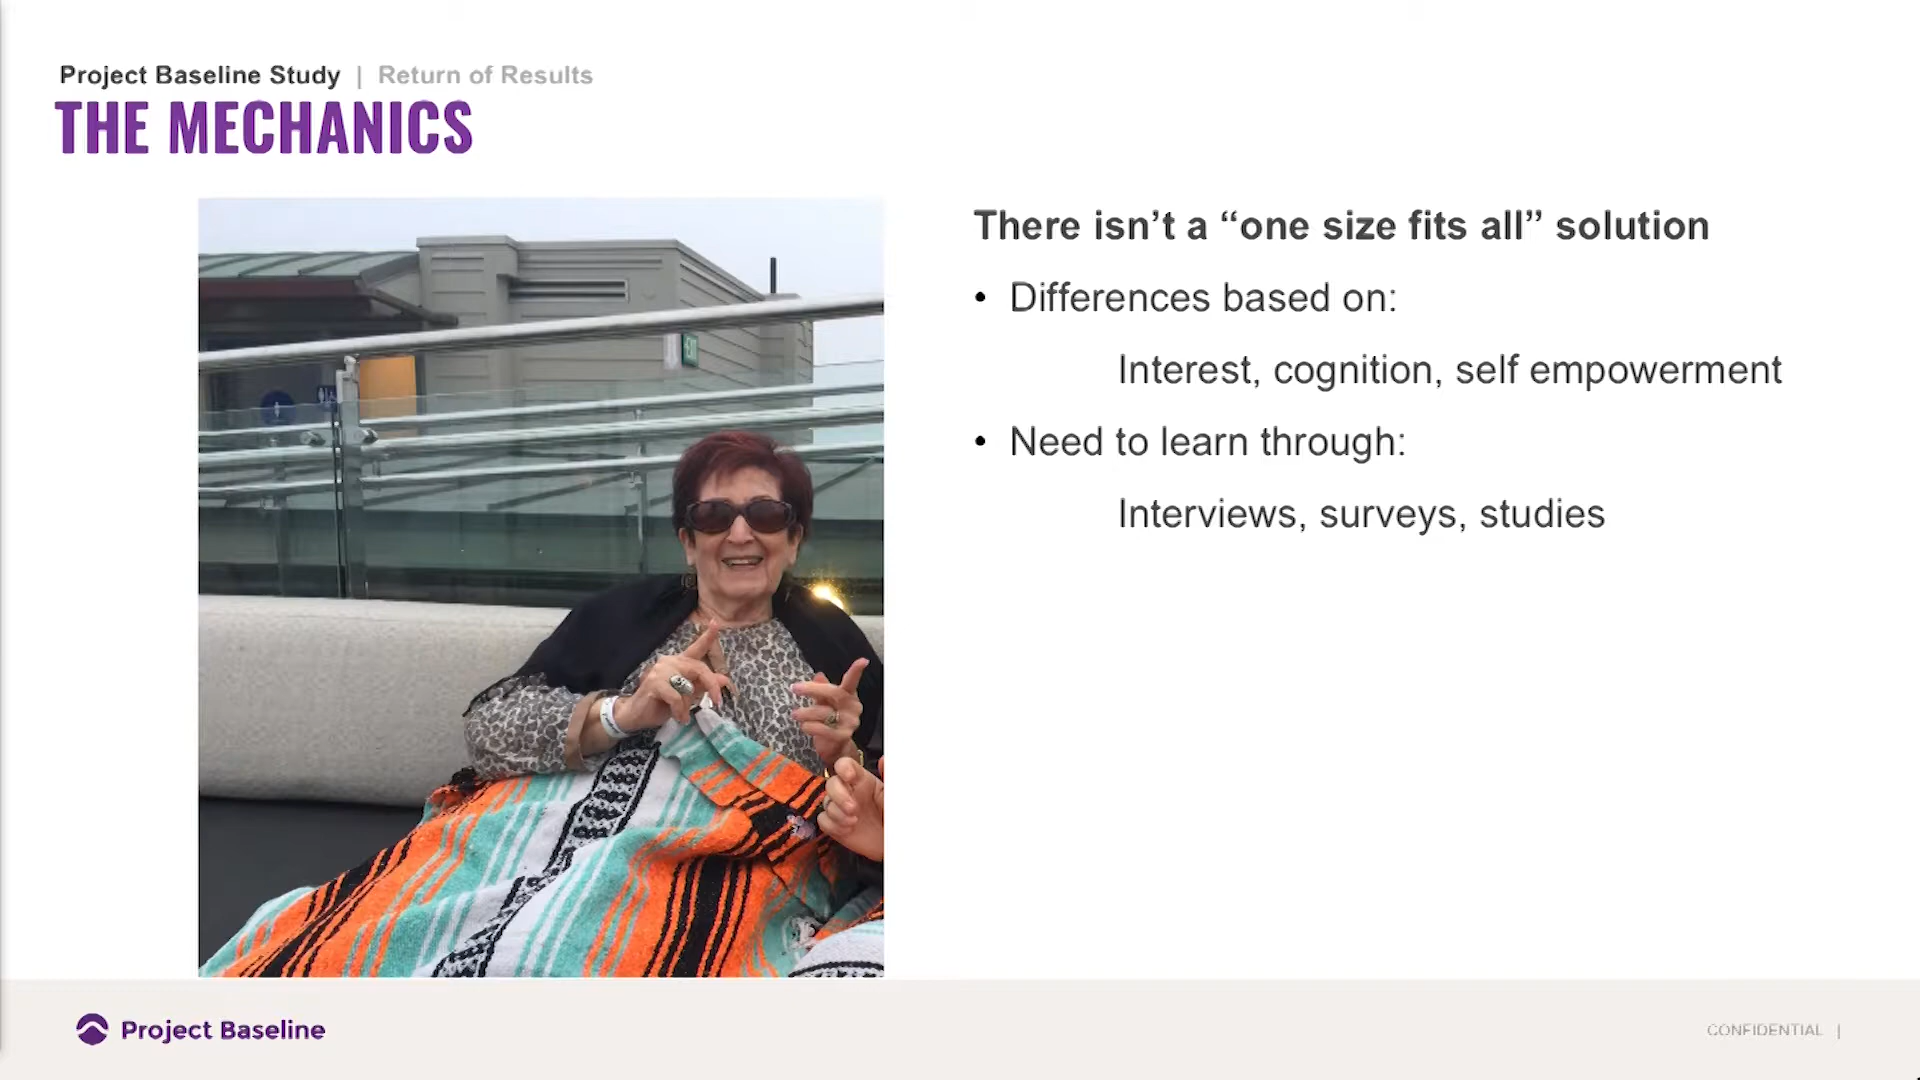 Project Baseline Study | Return of Results
THE MECHANICS
There isn’t a “one size fits all” solution
• Differences based on:
Interest, cognition, self empowerment
• Need to learn through:
Interviews, surveys, studies
EXIT
Project Baseline
CONFIDENTIAL |